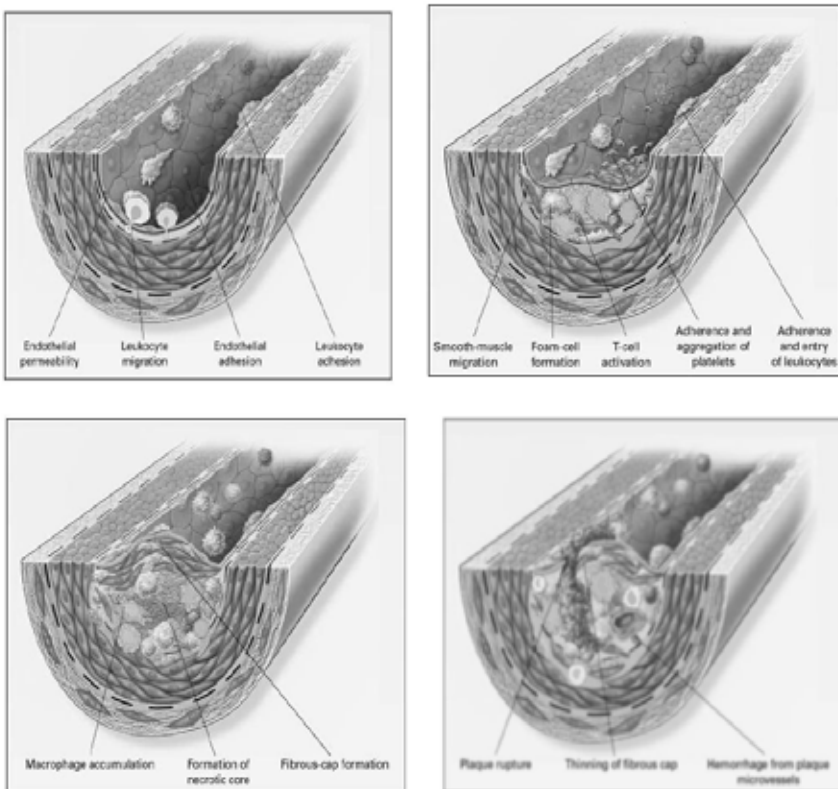 Endothelial permeability
Leukocyte migration
Endothelial adhesion
Leukocyte adhesion
Smooth-muscle migration
Foam-cell formation
T-cell activation
Adherence and aggregation of platelets
Adherence and entry of leukocytes
Macrophage accumulation
Formation of necrotic core
Fibrous-cap formation
Plaque rupture
Thinning of fibrous cap
Hemorrhage from plaque microvessels